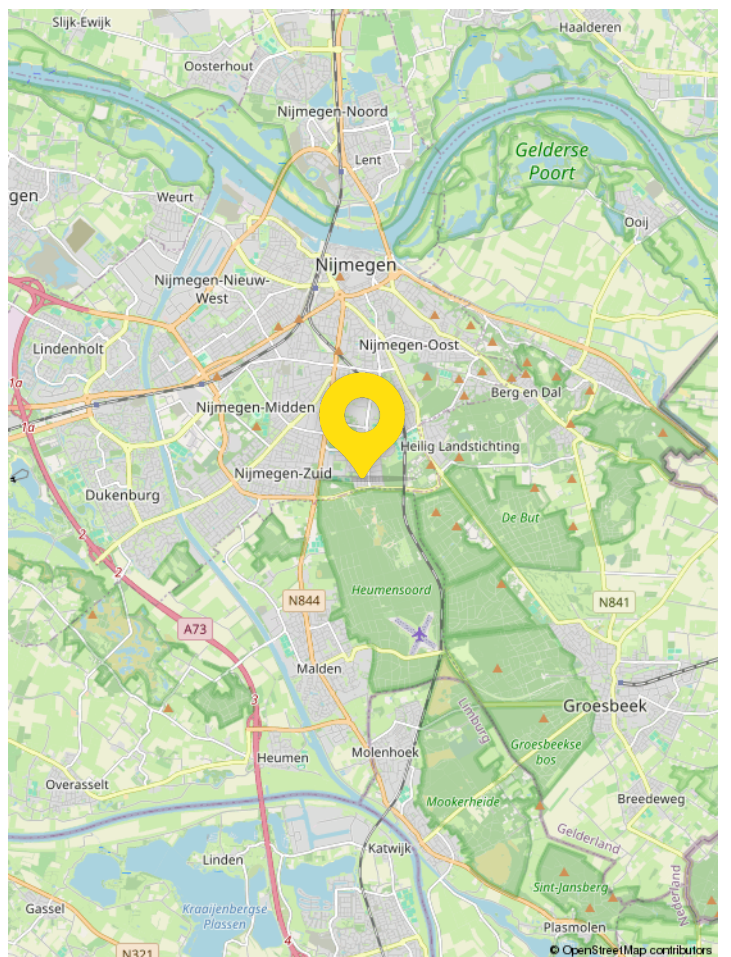 Slijk-Ewijk
Haalderen
Oosterhout
Nijmegen-Noord
Gelderse
Poort
Lent
gen
Weurt
Ooij
Nijmegen
Nijmegen-Nieuw-
West
Lindenholt
Nijmegen-Oost
1a
Berg en Dal
Nijmegen-Midden
1a
Heilig Landstichting
Nijmegen-Zuid
Dukenburg
De But
2
2
Heumensoord
N844
N841
A73
Malden
3
Limburg
Groesbeek
Groesbeekse
bos
Molenhoek
Heumen
Overasselt
Mookerheide
Breedeweg
Gelderland
Katwijk
Linden
Sint-Jansberg
Nederland
Gassel
Kraaijenbergse
Plassen
Plasmolen
4
N321
© OpenStreetMap contributors